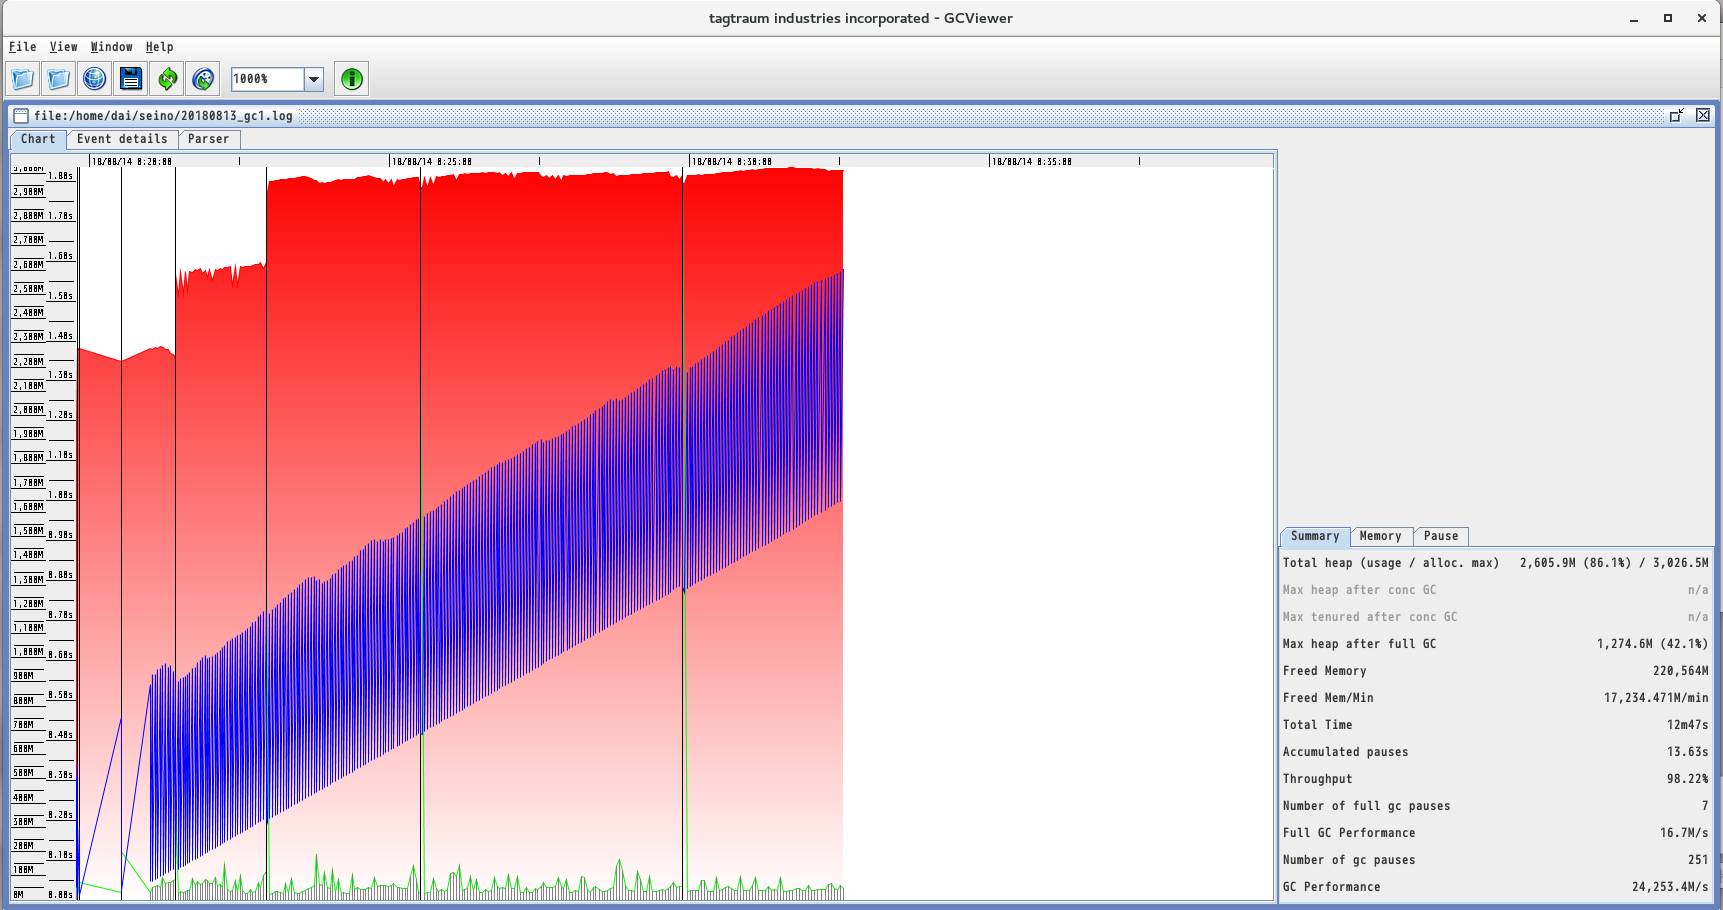 tagtraum industries incorporated - GCViewer
File View Window Help
1000%
file:/home/dai/seino/20180813_gc1.log
Chart Event details Parser
18/08/14 8:20:00 18/08/14 8:25:00 18/08/14 8:30:00 18/08/14 8:35:00
2,900M
2,800M
2,700M
2,600M
2,500M
2,400M
2,300M
2,200M
2,100M
2,000M
1,900M
1,800M
1,700M
1,600M
1,500M
1,400M
1,300M
1,200M
1,100M
1,000M
900M
800M
700M
600M
500M
400M
300M
200M
100M
0M
1.80s
1.70s
1.60s
1.50s
1.40s
1.30s
1.20s
1.10s
1.00s
0.90s
0.80s
0.70s
0.60s
0.50s
0.40s
0.30s
0.20s
0.10s
0.00s
Summary Memory Pause
Total heap (usage / alloc. max) 2,605.9M (86.1%) / 3,026.5M
Max heap after conc GC n/a
Max tenured after conc GC n/a
Max heap after full GC 1,274.6M (42.1%)
Freed Memory 220,564M
Freed Mem/Min 17,234.471M/min
Total Time 12m47s
Accumulated pauses 13.63s
Throughput 98.22%
Number of full gc pauses 7
Full GC Performance 16.7M/s
Number of gc pauses 251
GC Performance 24,253.4M/s